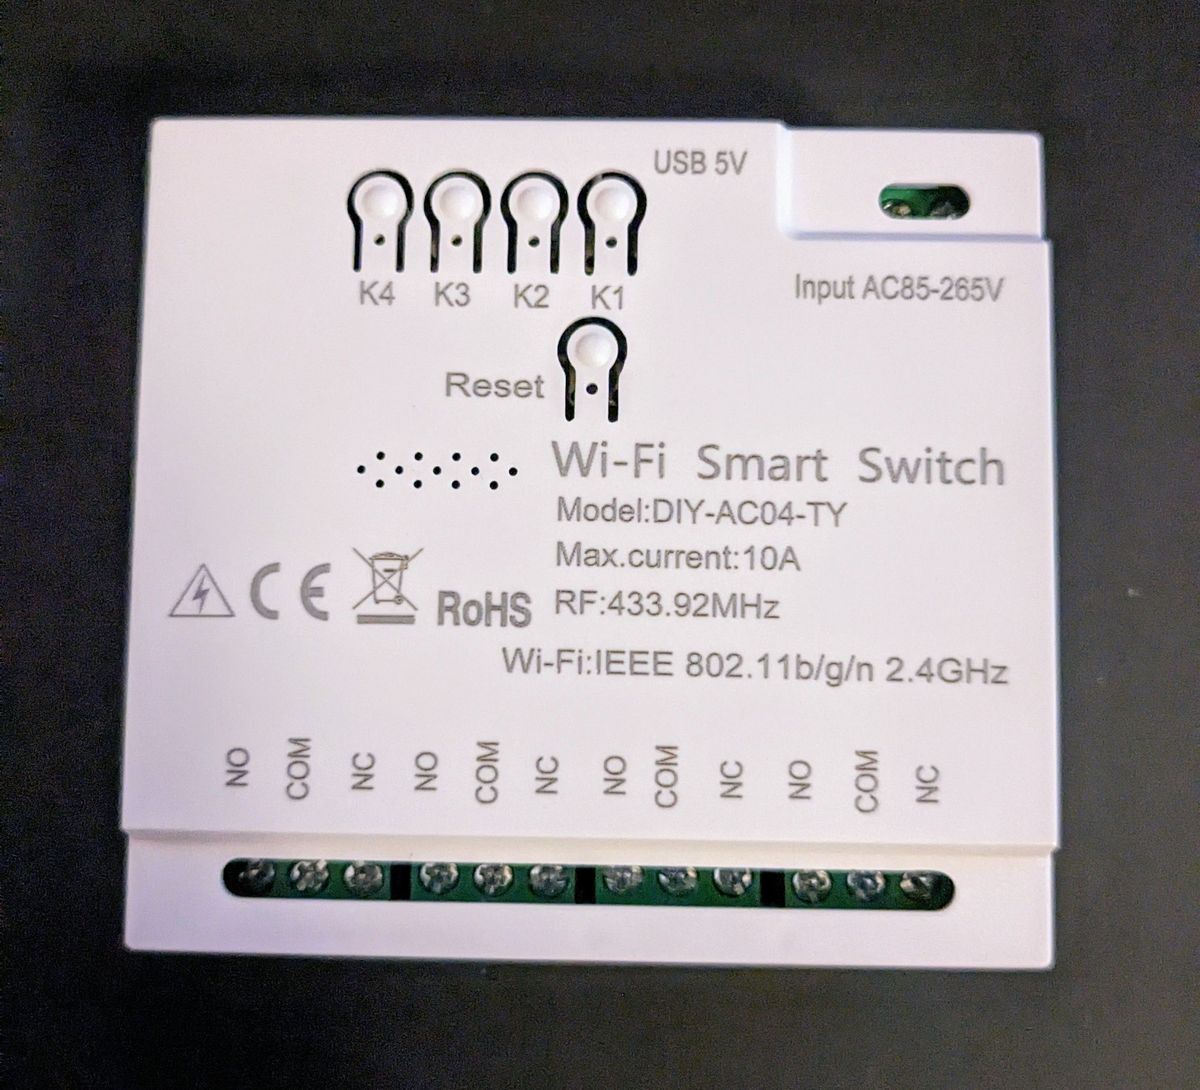 USB 5V
K4 K3 K2 K1
Input AC85-265V
Reset
Wi-Fi Smart Switch
Model:DIY-AC04-TY
Max.current:10A
CE RoHS RF:433.92MHz
Wi-Fi:IEEE 802.11b/g/n 2.4GHz
NO COM NC NO COM NC NO COM NC NO COM NC